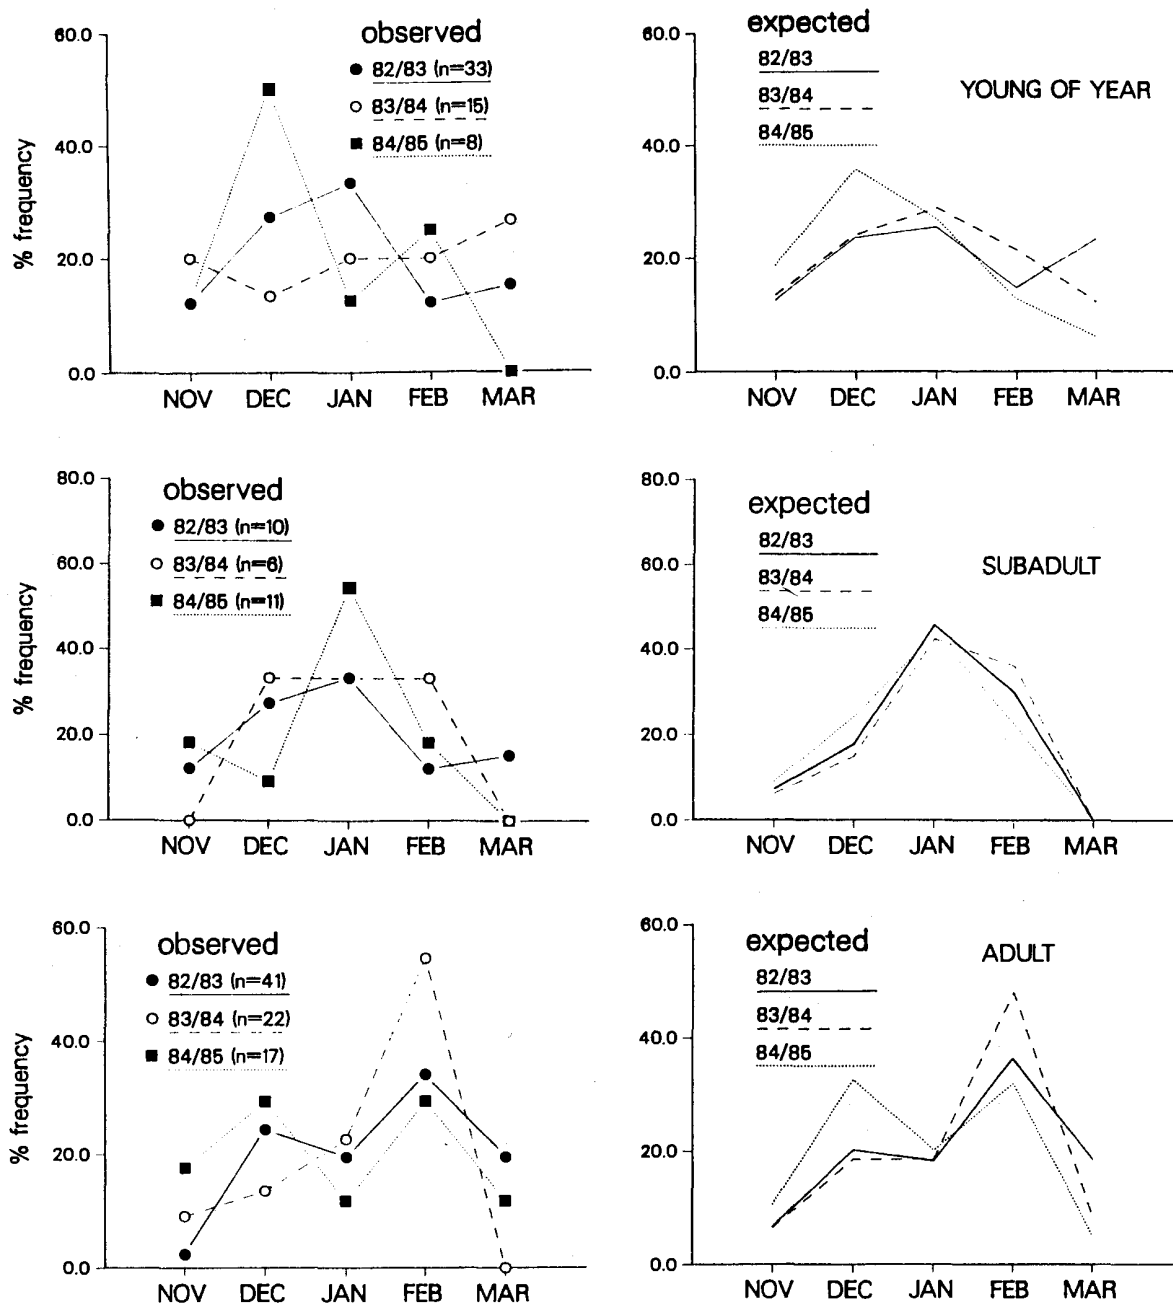 observed
82/83 (n=33)
83/84 (n=15)
84/85 (n=8)
% frequency
60.0
40.0
20.0
0.0
NOV DEC JAN FEB MAR
expected
82/83
83/84
84/85
YOUNG OF YEAR
60.0
40.0
20.0
0.0
NOV DEC JAN FEB MAR
observed
82/83 (n=10)
83/84 (n=6)
84/85 (n=11)
% frequency
80.0
60.0
40.0
20.0
0.0
NOV DEC JAN FEB MAR
expected
82/83
83/84
84/85
SUBADULT
80.0
60.0
40.0
20.0
0.0
NOV DEC JAN FEB MAR
observed
82/83 (n=41)
83/84 (n=22)
84/85 (n=17)
% frequency
60.0
40.0
20.0
0.0
NOV DEC JAN FEB MAR
expected
82/83
83/84
84/85
ADULT
60.0
40.0
20.0
0.0
NOV DEC JAN FEB MAR